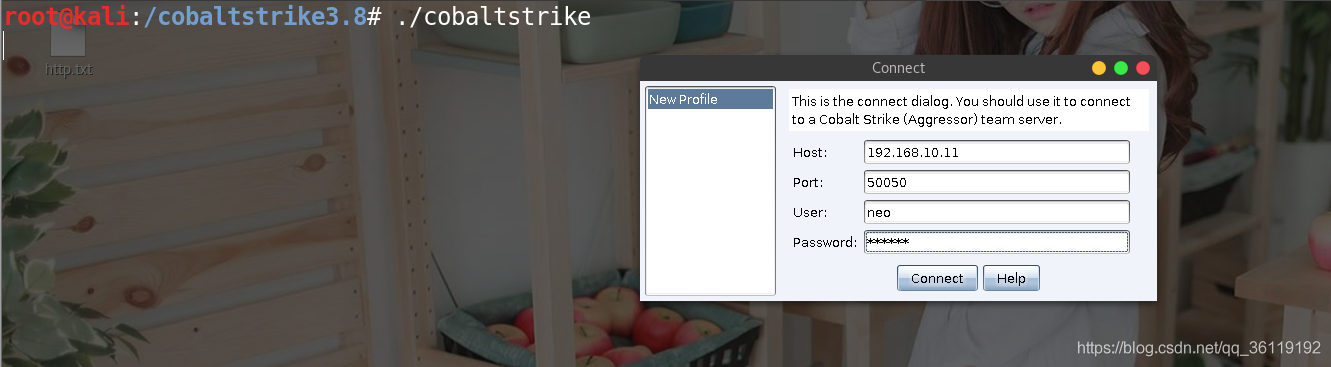 root@kali:/cobaltstrike3.8# ./cobaltstrike
http.txt
Connect
New Profile
This is the connect dialog. You should use it to connect
to a Cobalt Strike (Aggressor) team server.
Host: 192.168.10.11
Port: 50050
User: neo
Password: ******
Connect Help
https://blog.csdn.net/qq_36119192